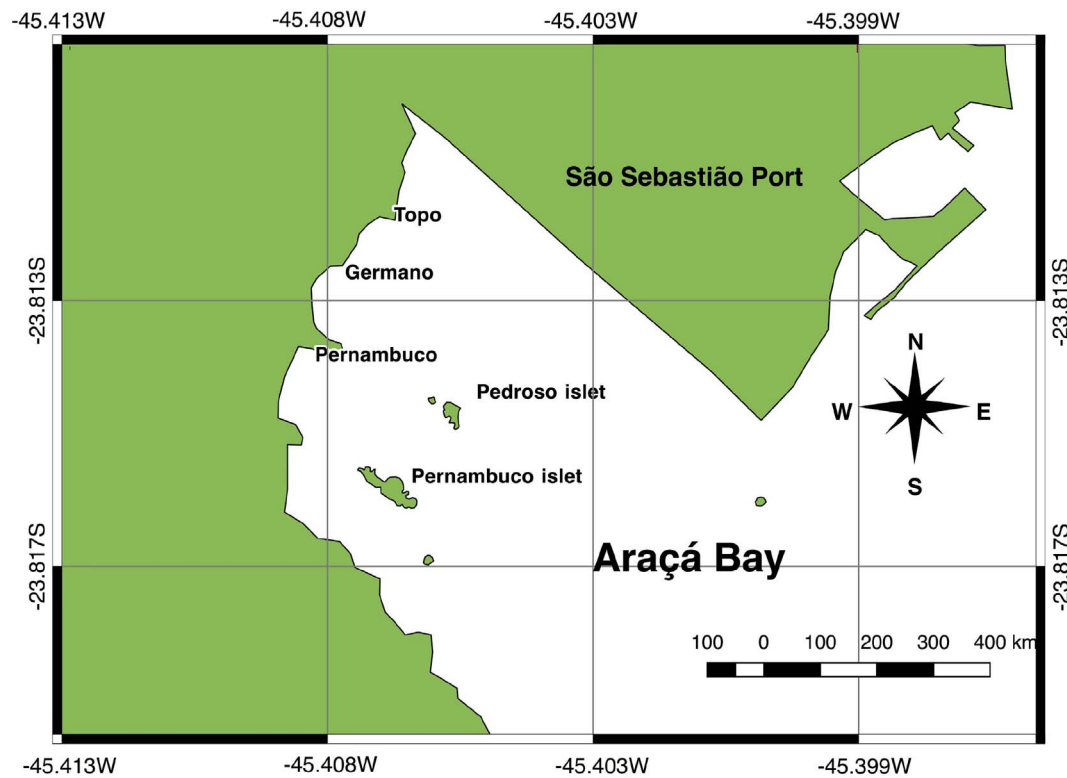 -45.413W -45.408W -45.403W -45.399W
São Sebastião Port
Topo
Germano
-23.813S -23.813S
N
Pernambuco
Pedroso islet
W E
Pernambuco islet
S
-23.817S -23.817S
Araçá Bay
100 0 100 200 300 400 km
-45.413W -45.408W -45.403W -45.399W